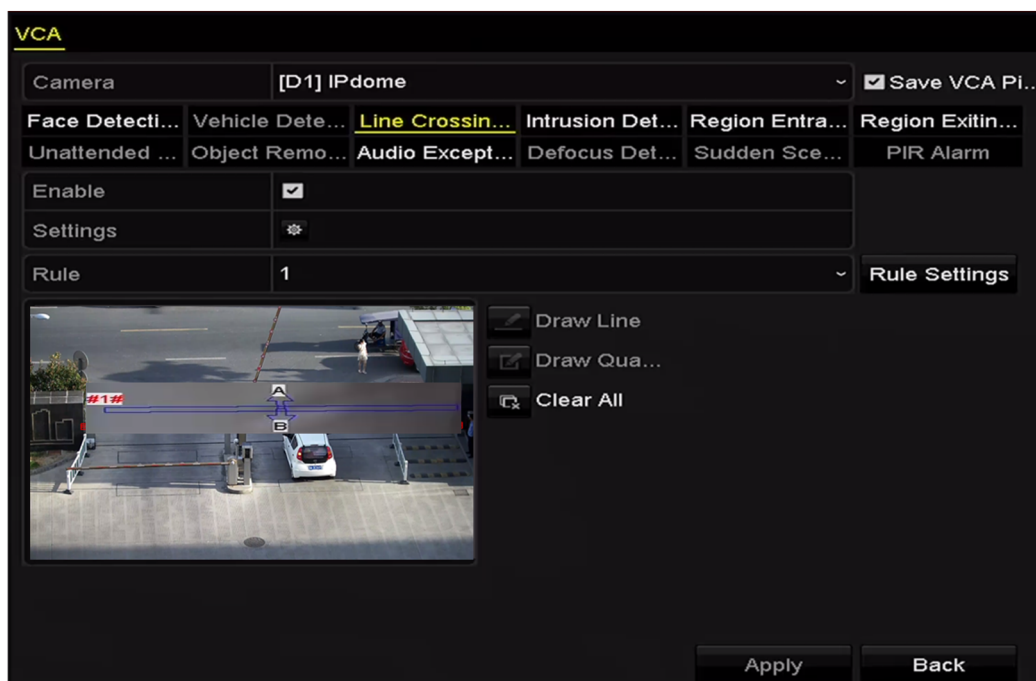 VCA
Camera [D1] IPdome Save VCA Pi...
Face Detecti... Vehicle Dete... Line Crossin... Intrusion Det... Region Entra... Region Exitin...
Unattended ... Object Remo... Audio Except... Defocus Det... Sudden Sce... PIR Alarm
Enable
Settings
Rule 1 Rule Settings
Draw Line
Draw Qua...
Clear All
#1#
A
B
Apply Back